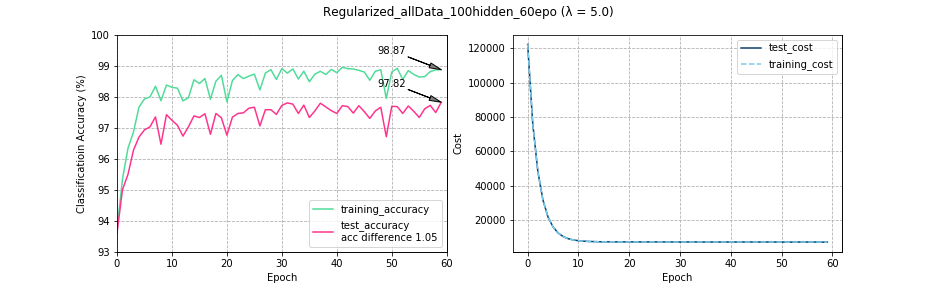 Regularized_allData_100hidden_60epo (λ = 5.0)
100
99
98
97
96
95
94
93
Classificatioin Accuracy (%)
98.87
97.82
training_accuracy
test_accuracy
acc difference 1.05
0 10 20 30 40 50 60
Epoch
120000
100000
80000
60000
40000
20000
Cost
test_cost
training_cost
0 10 20 30 40 50 60
Epoch